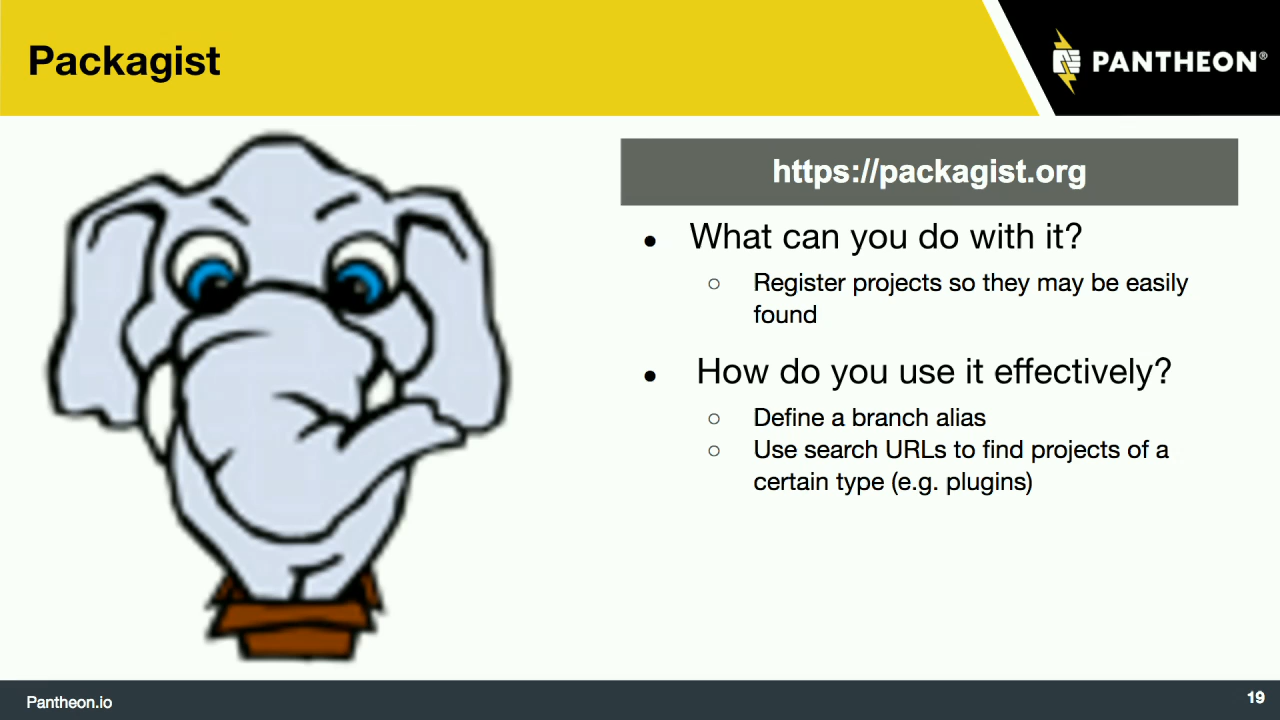 Packagist
PANTHEON®
https://packagist.org
● What can you do with it?
○ Register projects so they may be easily
found
● How do you use it effectively?
○ Define a branch alias
○ Use search URLs to find projects of a
certain type (e.g. plugins)
Pantheon.io
19